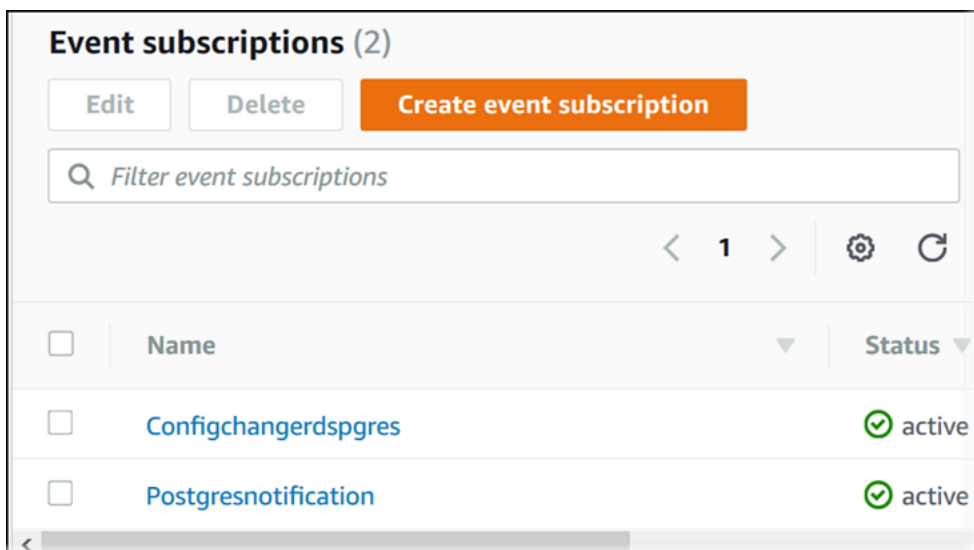 Event subscriptions (2)
Edit Delete Create event subscription
Filter event subscriptions
1
Name Status
Configchangerdspgres active
Postgresnotification active